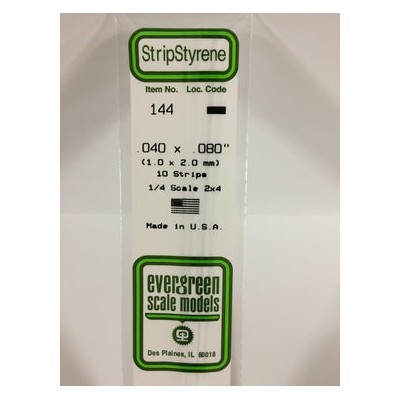 StripStyrene
Item No. Loc. Code
144
.040 x .080"
(1.0 x 2.0 mm)
10 Strips
1/4 Scale 2x4
Made in U.S.A.
evergreen
scale models
Des Plaines, IL 60018